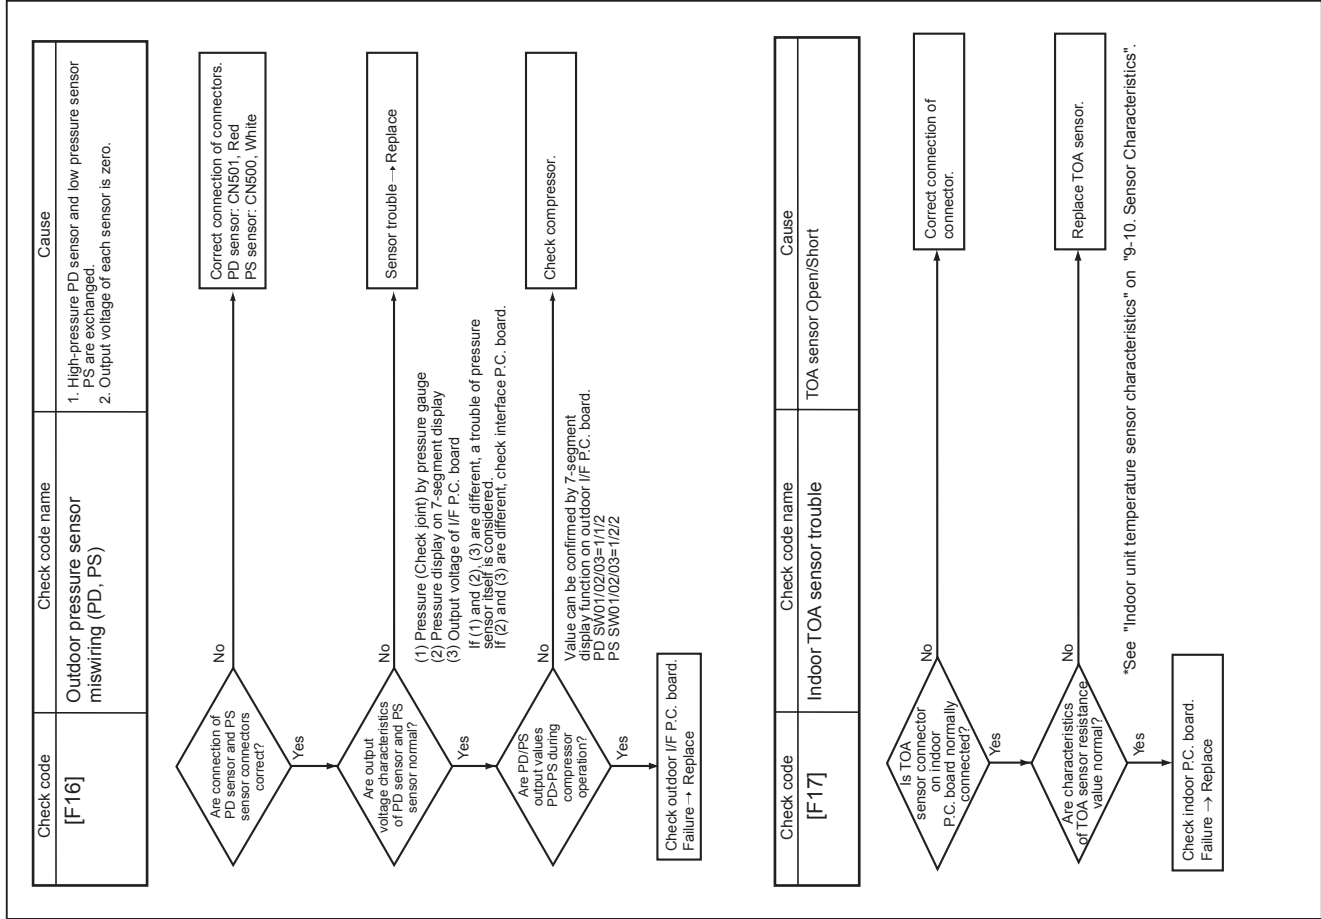 Check code
Check code name
Cause
[F16]
Outdoor pressure sensor
miswiring (PD, PS)
1. High-pressure PD sensor and low pressure sensor
PS are exchanged.
2. Output voltage of each sensor is zero.
Are connection of
PD sensor and PS
sensor connectors
correct?
No
Correct connection of connectors.
PD sensor: CN501, Red
PS sensor: CN500, White
Yes
Are output
voltage characteristics
of PD sensor and PS
sensor normal?
No
Sensor trouble → Replace
(1) Pressure (Check joint) by pressure gauge
(2) Pressure display on 7-segment display
(3) Output voltage of I/F P.C. board
If (1) and (2), (3) are different, a trouble of pressure
sensor itself is considered.
If (2) and (3) are different, check interface P.C. board.
Yes
Are PD/PS
output values
PD>PS during
compressor
operation?
No
Check compressor.
Value can be confirmed by 7-segment
display function on outdoor I/F P.C. board.
PD SW01/02/03=1/1/2
PS SW01/02/03=1/2/2
Yes
Check outdoor I/F P.C. board.
Failure → Replace
Check code
Check code name
Cause
[F17]
Indoor TOA sensor trouble
TOA sensor Open/Short
Is TOA
sensor connector
on indoor
P.C. board normally
connected?
No
Correct connection of
connector.
Yes
Are characteristics
of TOA sensor resistance
value normal?
No
Replace TOA sensor.
Yes
*See "Indoor unit temperature sensor characteristics" on "9-10. Sensor Characteristics".
Check indoor P.C. board.
Failure → Replace